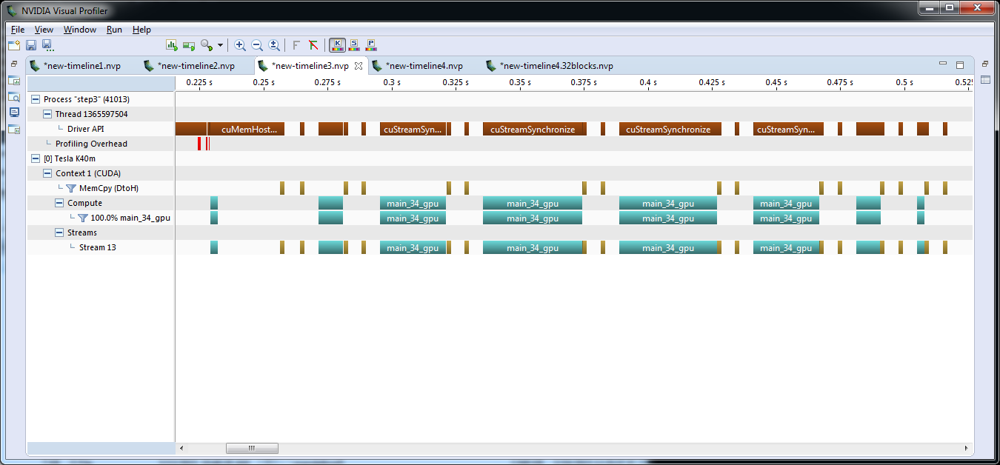 NVIDIA Visual Profiler
File View Window Run Help
F K S P
*new-timeline1.nvp *new-timeline2.nvp *new-timeline3.nvp *new-timeline4.nvp *new-timeline4.32blocks.nvp
0.225 s 0.25 s 0.275 s 0.3 s 0.325 s 0.35 s 0.375 s 0.4 s 0.425 s 0.45 s 0.475 s 0.5 s 0.525
Process "step3" (41013)
Thread 1365597504
Driver API cuMemHost... cuStreamSyn... cuStreamSynchronize cuStreamSynchronize cuStreamSyn...
Profiling Overhead
[0] Tesla K40m
Context 1 (CUDA)
MemCpy (DtoH)
Compute main_34_gpu main_34_gpu main_34_gpu main_34_gpu
100.0% main_34_gpu main_34_gpu main_34_gpu main_34_gpu main_34_gpu
Streams
Stream 13 main_34_gpu main_34_gpu main_34_gpu main_34_gpu